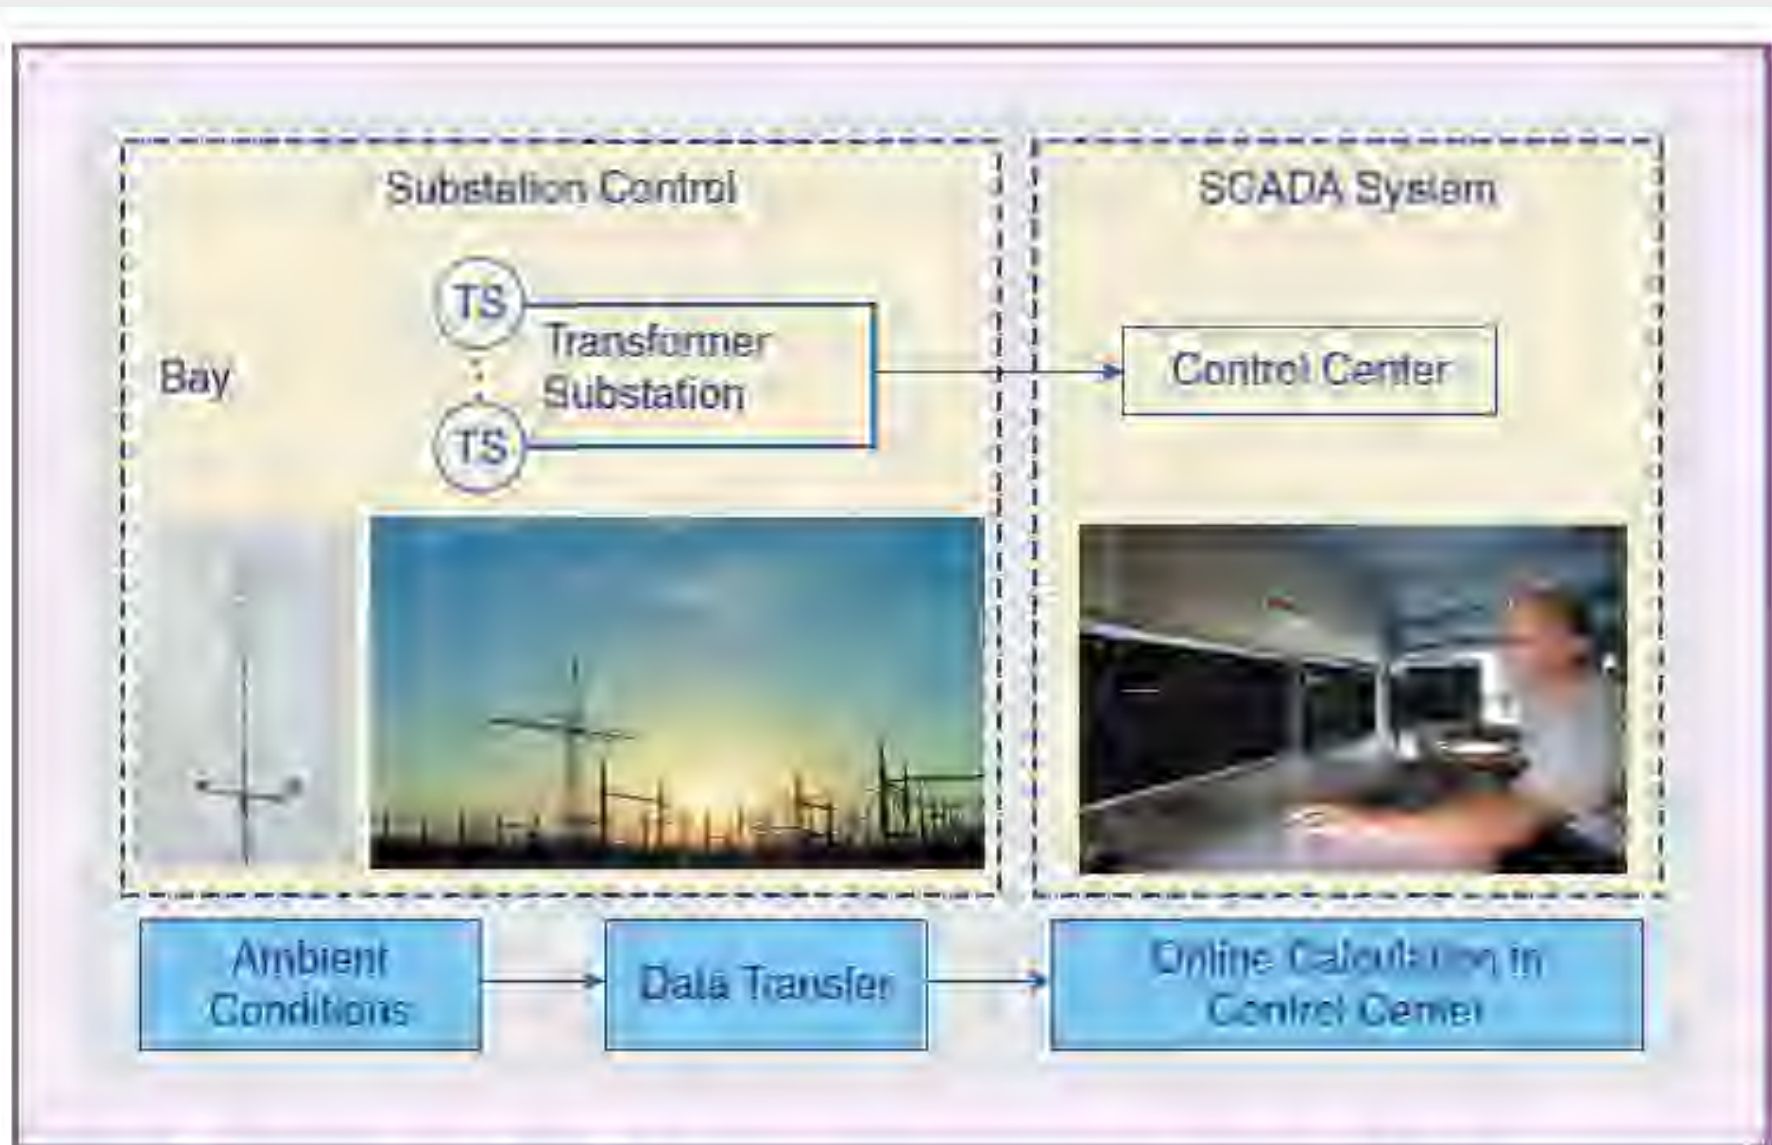 Substation Control
SCADA System
TS
Transformer
Substation
Bay
TS
Control Center
Ambient
Conditions
Data Transfer
Online Calculation in
Control Center